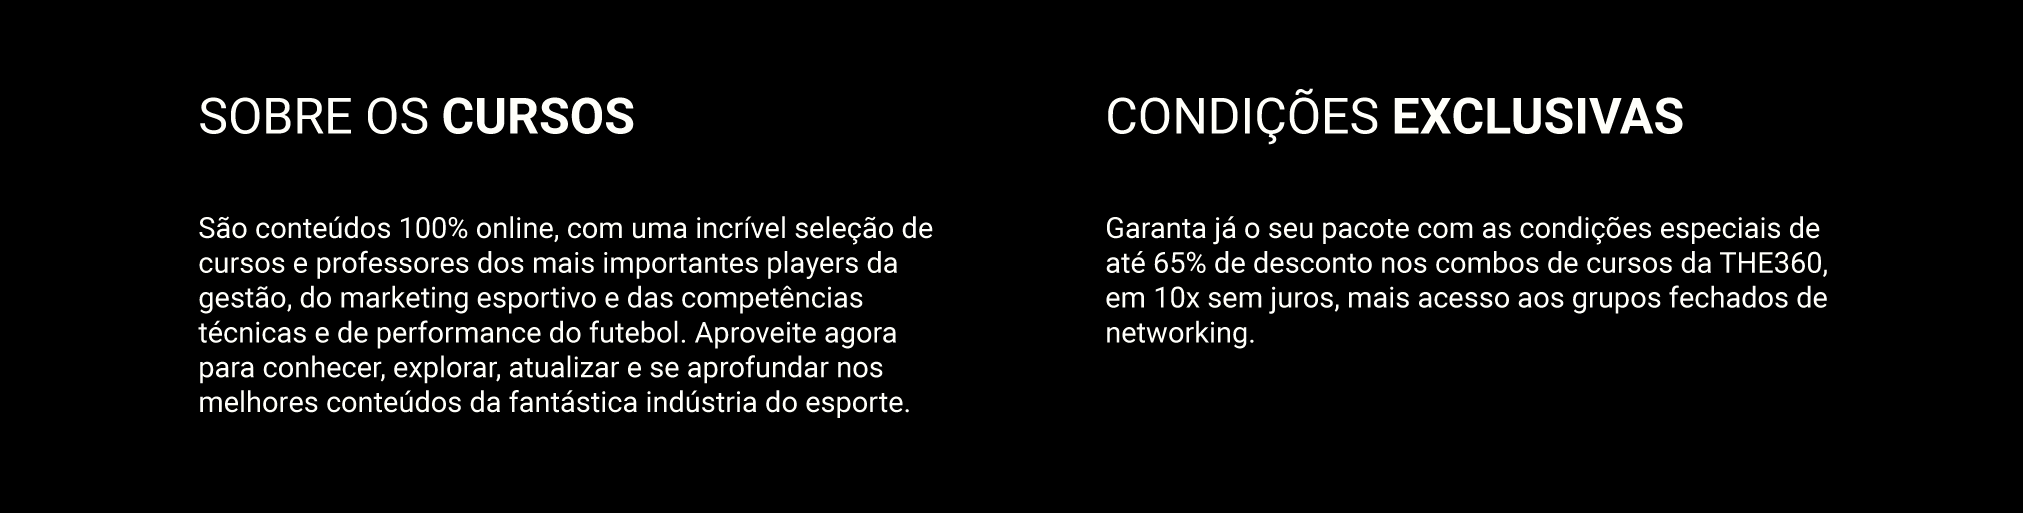 SOBRE OS CURSOS
São conteúdos 100% online, com uma incrível seleção de
cursos e professores dos mais importantes players da
gestão, do marketing esportivo e das competências
técnicas e de performance do futebol. Aproveite agora
para conhecer, explorar, atualizar e se aprofundar nos
melhores conteúdos da fantástica indústria do esporte.
CONDIÇÕES EXCLUSIVAS
Garanta já o seu pacote com as condições especiais de
até 65% de desconto nos combos de cursos da THE360,
em 10x sem juros, mais acesso aos grupos fechados de
networking.